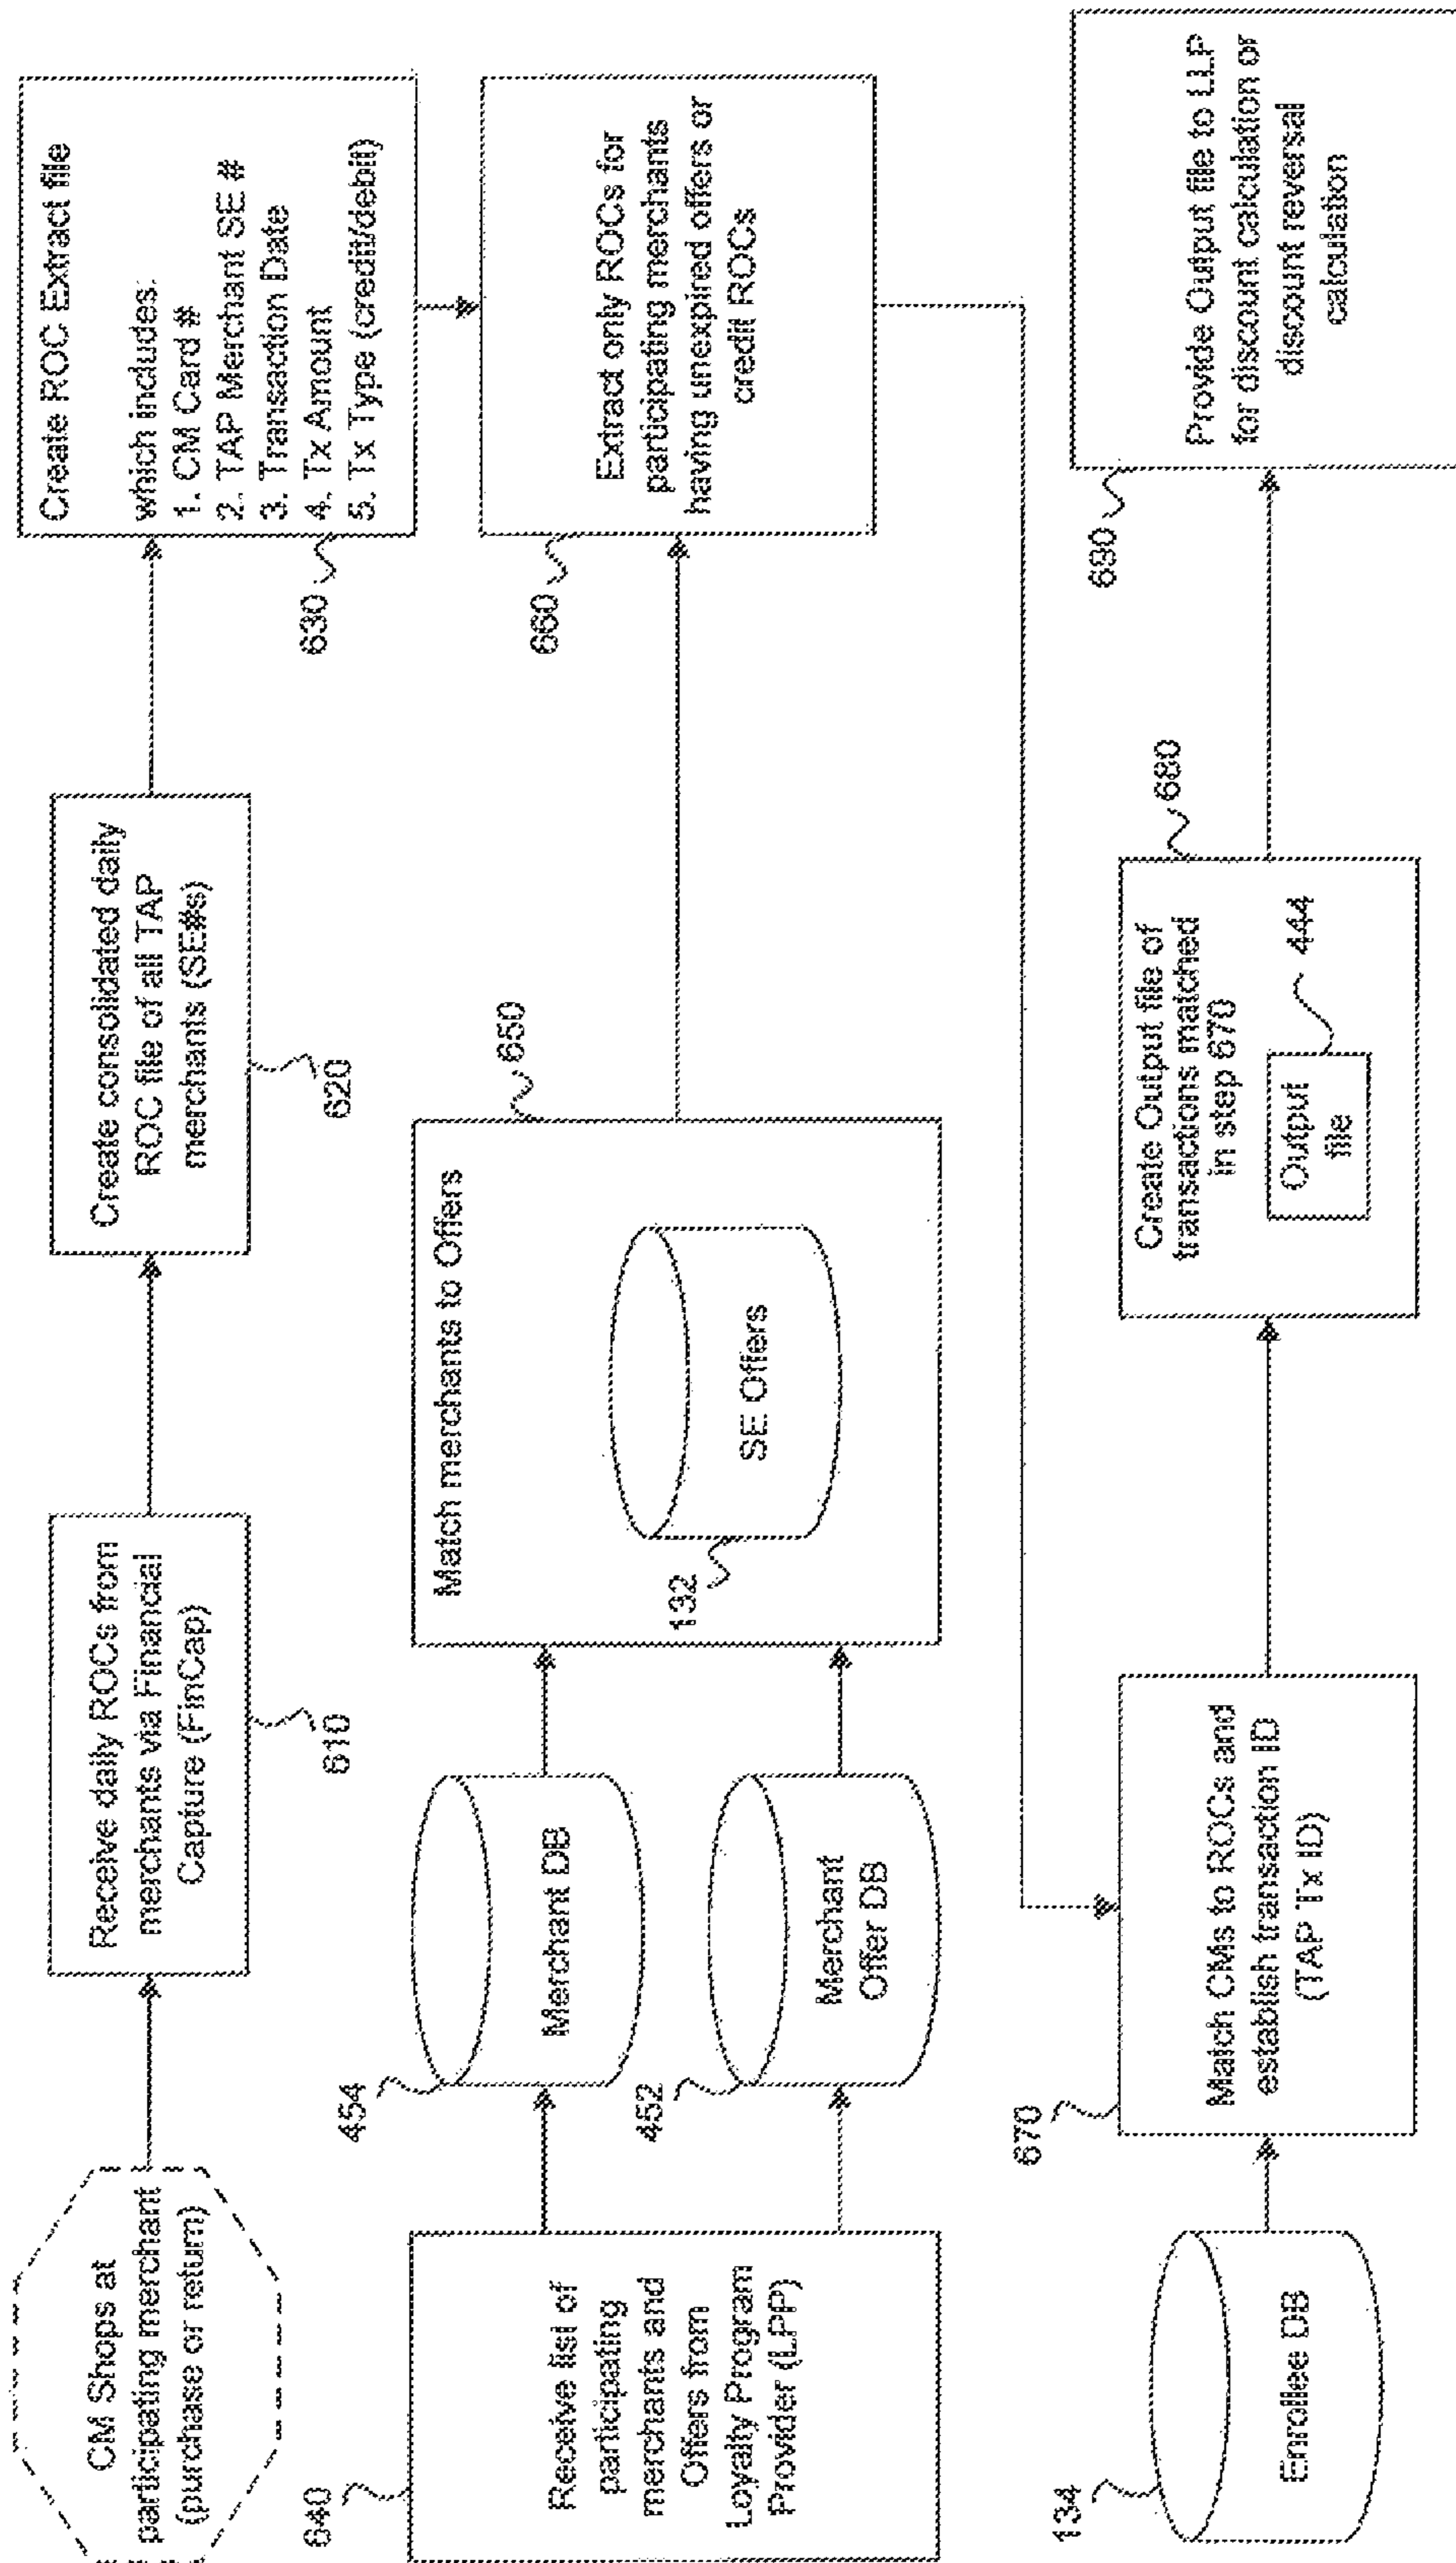 CM Shops at
participating merchant
(purchase or return)
Receive daily ROCs from
merchants via Financial
Capture (FinCap)
610
Create consolidated daily
ROC file of all TAP
merchants (SE#s)
620
Create ROC Extract file
which includes:
1. CM Card #
2. TAP Merchant SE #
3. Transaction Date
4. Tx Amount
5. Tx Type (credit/debit)
630
640
Receive list of
participating
merchants and
Offers from
Loyalty Program
Provider (LPP)
454
Merchant DB
452
Merchant
Offer DB
Match merchants to Offers
650
132
SE Offers
660
Extract only ROCs for
participating merchants
having unexpired offers or
credit ROCs
134
Enrollee DB
670
Match CMs to ROCs and
establish transaction ID
(TAP Tx ID)
680
Create Output file of
transactions matched
in step 670
Output
file
444
690
Provide Output file to LLP
for discount calculation or
discount reversal
calculation